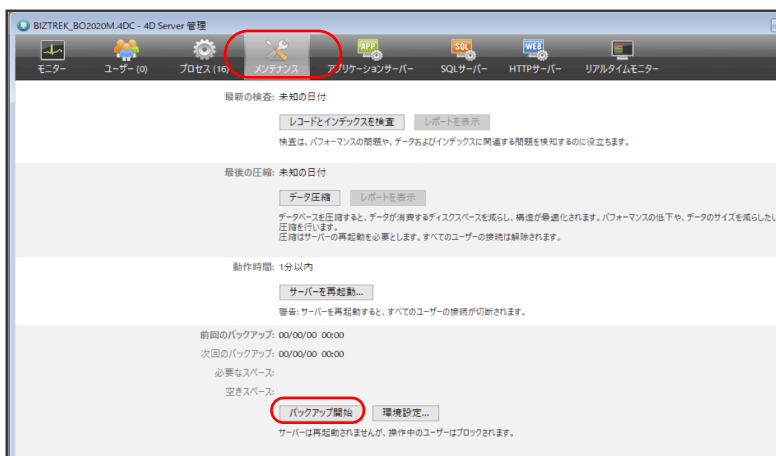 BIZTREK_BO2020M.4DC - 4D Server 管理
モニター
ユーザー (0)
プロセス (16)
メンテナンス
APP
アプリケーションサーバー
SQL
SQLサーバー
WEB
HTTPサーバー
リアルタイムモニター
最新の検査: 未知の日付
レコードとインデックスを検査 レポートを表示
検査は、パフォーマンスの問題や、データおよびインデックスに関連する問題を検知するのに役立ちます。
最後の圧縮: 未知の日付
データ圧縮 レポートを表示
データベースを圧縮すると、データが消費するディスクスペースを減らし、構造が最適化されます。パフォーマンスの低下や、データのサイズを減らしたい
圧縮を行います。
圧縮はサーバーの再起動を必要とします。すべてのユーザーの接続は解除されます。
動作時間: 1分以内
サーバーを再起動...
警告: サーバーを再起動すると、すべてのユーザーの接続が切断されます。
前回のバックアップ: 00/00/00 00:00
次回のバックアップ: 00/00/00 00:00
必要なスペース:
空きスペース:
バックアップ開始 環境設定...
サーバーは再起動されませんが、操作中のユーザーはブロックされます。